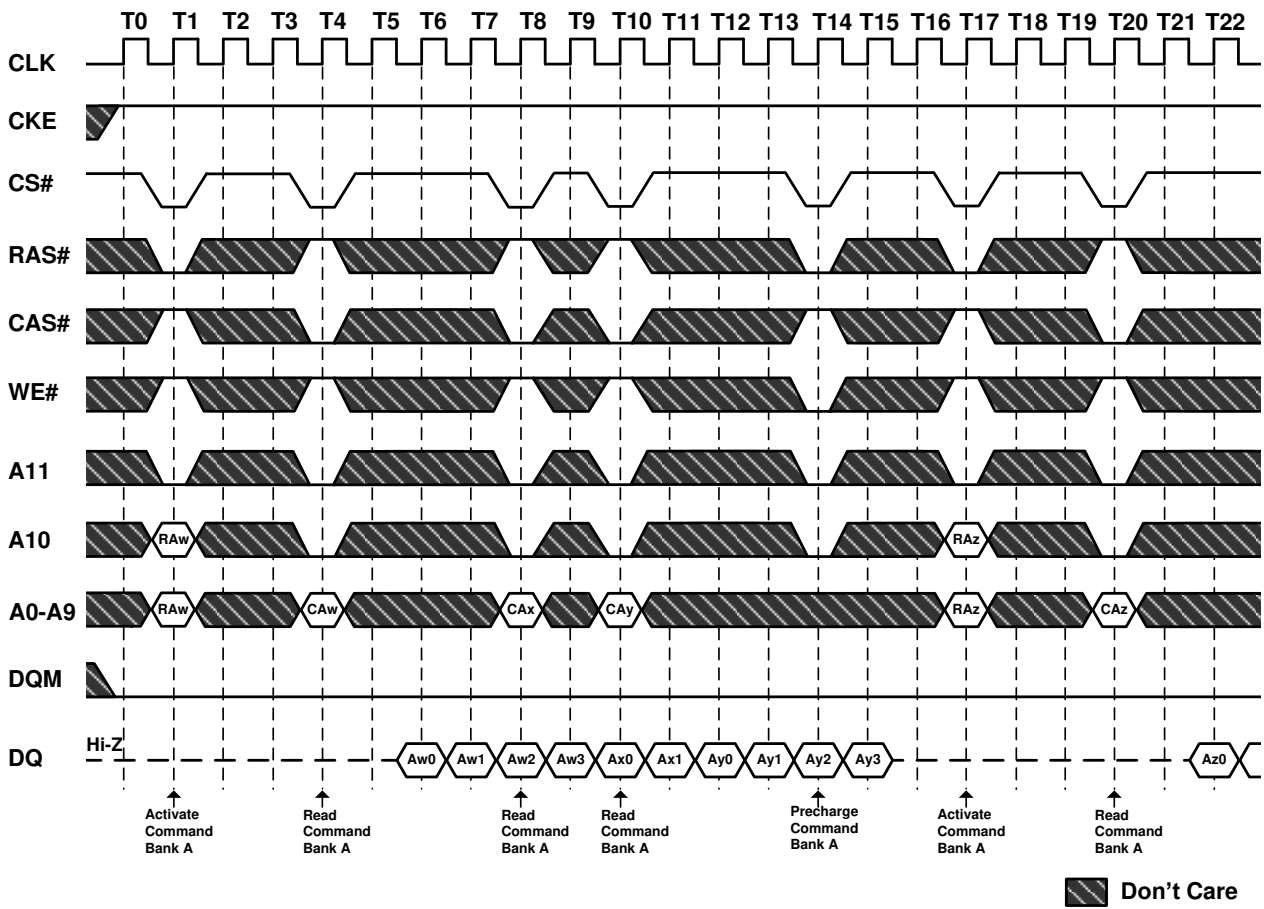 T0 T1 T2 T3 T4 T5 T6 T7 T8 T9 T10 T11 T12 T13 T14 T15 T16 T17 T18 T19 T20 T21 T22
CLK
CKE
CS#
RAS#
CAS#
WE#
A11
A10 RAw RAz
A0-A9 RAw CAw CAx CAy RAz CAz
DQM
DQ Hi-Z Aw0 Aw1 Aw2 Aw3 Ax0 Ax1 Ay0 Ay1 Ay2 Ay3 Az0
Activate
Command
Bank A
Read
Command
Bank A
Read
Command
Bank A
Read
Command
Bank A
Precharge
Command
Bank A
Activate
Command
Bank A
Read
Command
Bank A
Don't Care